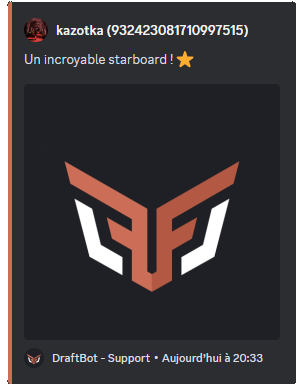 kazotka (932423081710997515)
Un incroyable starboard ! ⭐
DraftBot - Support • Aujourd'hui à 20:33